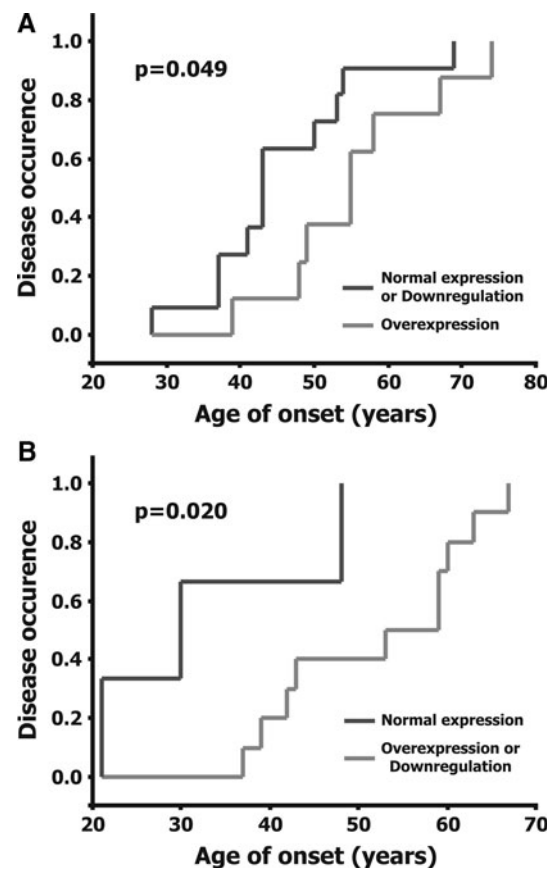 A
p=0.049
Disease occurence
1.0
0.8
0.6
0.4
0.2
0.0
Normal expression
or Downregulation
Overexpression
20 30 40 50 60 70 80
Age of onset (years)
B
p=0.020
Disease occurence
1.0
0.8
0.6
0.4
0.2
0.0
Normal expression
Overexpression or
Downregulation
20 30 40 50 60 70
Age of onset (years)